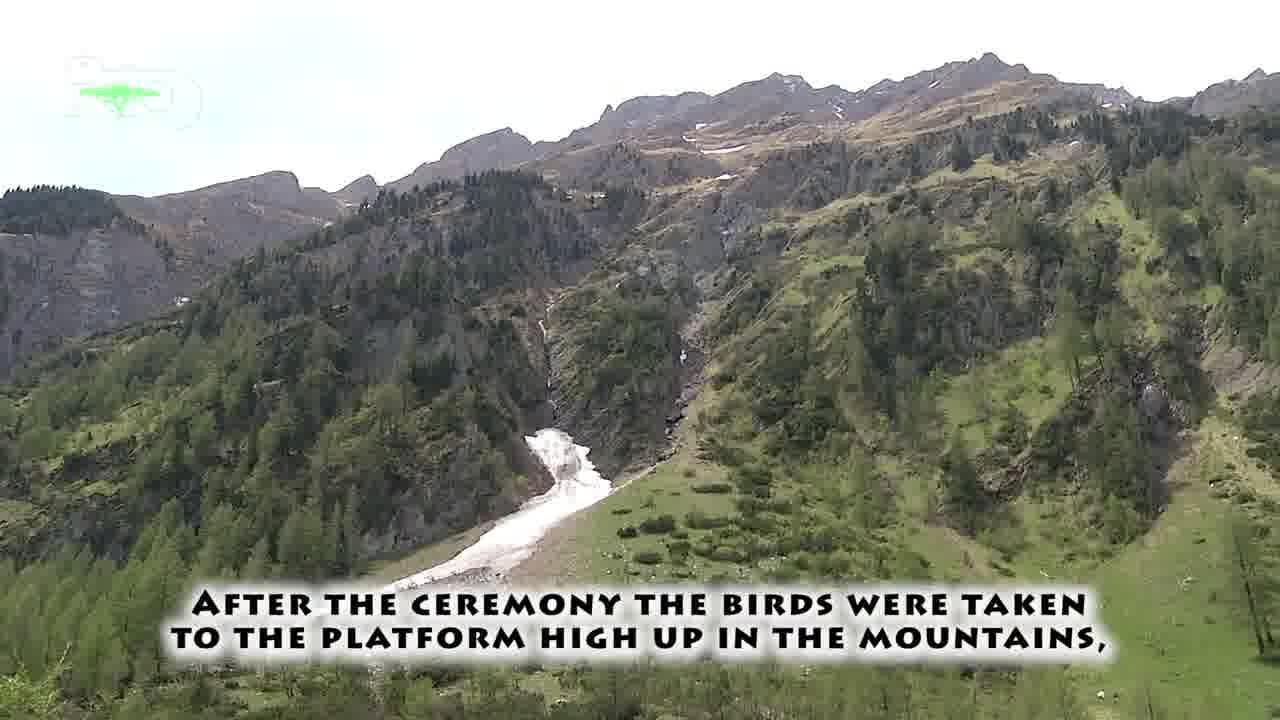 AFTER THE CEREMONY THE BIRDS WERE TAKEN
TO THE PLATFORM HIGH UP IN THE MOUNTAINS,